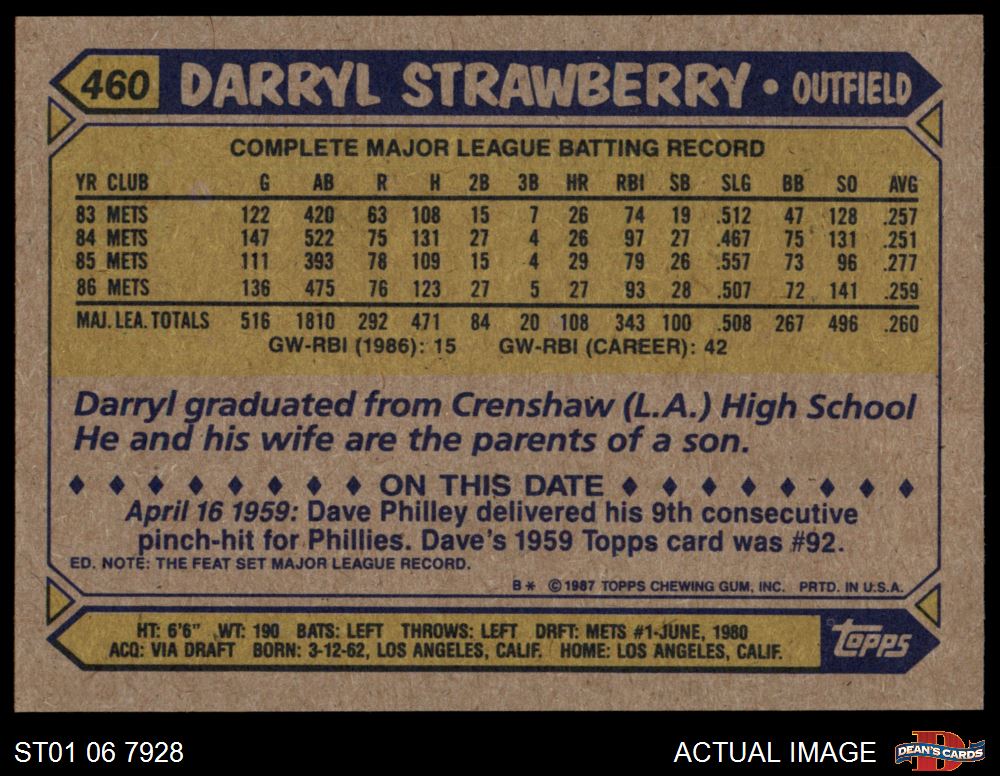 460 DARRYL STRAWBERRY • OUTFIELD
COMPLETE MAJOR LEAGUE BATTING RECORD
YR CLUB G AB R H 2B 3B HR RBI SB SLG BB SO AVG
83 METS 122 420 63 108 15 7 26 74 19 .512 47 128 .257
84 METS 147 522 75 131 27 4 26 97 27 .467 75 131 .251
85 METS 111 393 78 109 15 4 29 79 26 .557 73 96 .277
86 METS 136 475 76 123 27 5 27 93 28 .507 72 141 .259
MAJ. LEA. TOTALS 516 1810 292 471 84 20 108 343 100 .508 267 496 .260
GW-RBI (1986): 15 GW-RBI (CAREER): 42
Darryl graduated from Crenshaw (L.A.) High School
He and his wife are the parents of a son.
♦ ♦ ♦ ♦ ♦ ♦ ♦ ♦ ON THIS DATE ♦ ♦ ♦ ♦ ♦ ♦ ♦ ♦
April 16 1959: Dave Philley delivered his 9th consecutive
pinch-hit for Phillies. Dave's 1959 Topps card was #92.
ED. NOTE: THE FEAT SET MAJOR LEAGUE RECORD.
B* ©1987 TOPPS CHEWING GUM, INC. PRTD. IN U.S.A.
HT: 6'6" WT: 190 BATS: LEFT THROWS: LEFT DRFT: METS #1-JUNE, 1980
ACQ: VIA DRAFT BORN: 3-12-62, LOS ANGELES, CALIF. HOME: LOS ANGELES, CALIF.
topps
ST01 06 7928
ACTUAL IMAGE
D
DEAN'S CARDS